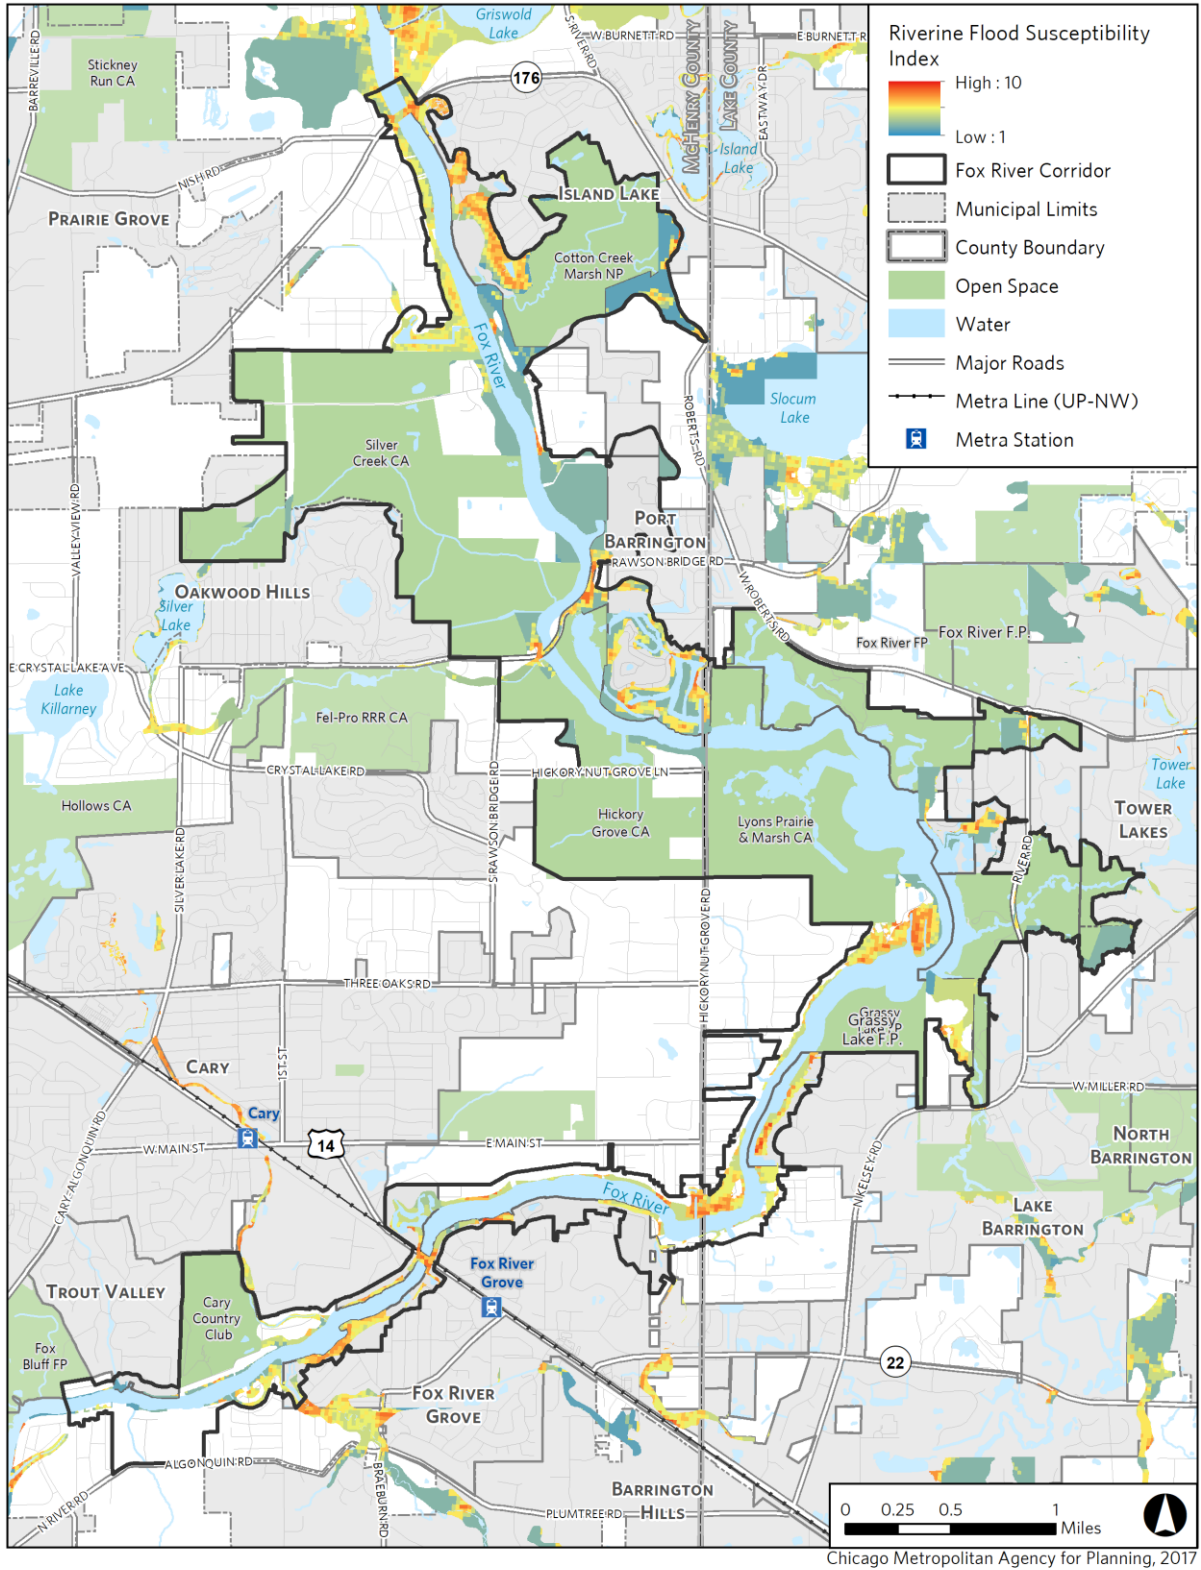 Griswold
Lake
W BURNETT RD
E BURNETT R
S RIVER RD
BARREVILLE RD
Stickney
Run CA
176
MCHENRY COUNTY
LAKE COUNTY
EASTWAY DR
Island
Lake
NISH RD
PRAIRIE GROVE
ISLAND LAKE
Cotton Creek
Marsh NP
Fox River
Slocum
Lake
ROBERTS RD
Silver
Creek CA
VALLEY VIEW RD
PORT
BARRINGTON
RAWSON BRIDGE RD
W ROBERTS RD
OAKWOOD HILLS
Silver
Lake
Fox River FP
Fox River F.P.
E CRYSTAL LAKE AVE
Lake
Killarney
Fel-Pro RRR CA
CRYSTAL LAKE RD
S RAWSON BRIDGE RD
HICKORY NUT GROVE LN
Tower
Lake
Hollows CA
Hickory
Grove CA
Lyons Prairie
& Marsh CA
TOWER
LAKES
SILVER LAKE RD
RIVER RD
HICKORY NUT GROVE RD
THREE OAKS RD
Grassy
Lake FP
Grassy
Lake F.P.
CARY
1ST ST
W MILLER RD
Cary
W MAIN ST
14
E MAIN ST
NORTH
BARRINGTON
CARY-ALGONQUIN RD
N KELSEY RD
Fox River
LAKE
BARRINGTON
Fox River
Grove
TROUT VALLEY
Cary
Country
Club
Fox
Bluff FP
22
FOX RIVER
GROVE
ALGONQUIN RD
N RIVER RD
BRAEBURN RD
PLUMTREE RD
BARRINGTON
HILLS
Riverine Flood Susceptibility
Index
High : 10
Low : 1
Fox River Corridor
Municipal Limits
County Boundary
Open Space
Water
Major Roads
Metra Line (UP-NW)
Metra Station
0 0.25 0.5 1
Miles
Chicago Metropolitan Agency for Planning, 2017